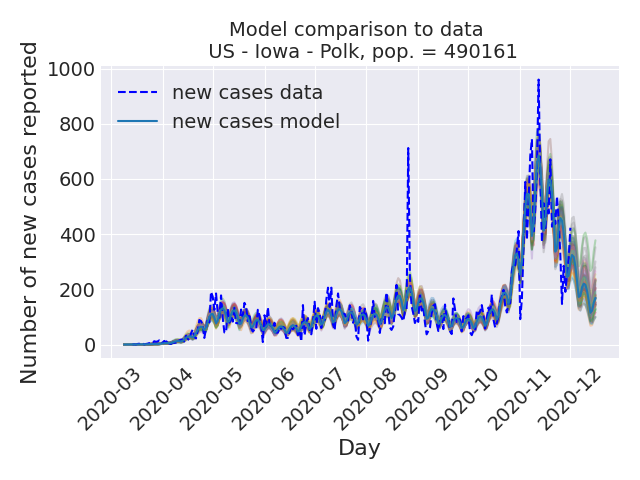 Model comparison to data
US - Iowa - Polk, pop. = 490161
Number of new cases reported
1000
800
600
400
200
0
new cases data
new cases model
2020-03
2020-04
2020-05
2020-06
2020-07
2020-08
2020-09
2020-10
2020-11
2020-12
Day